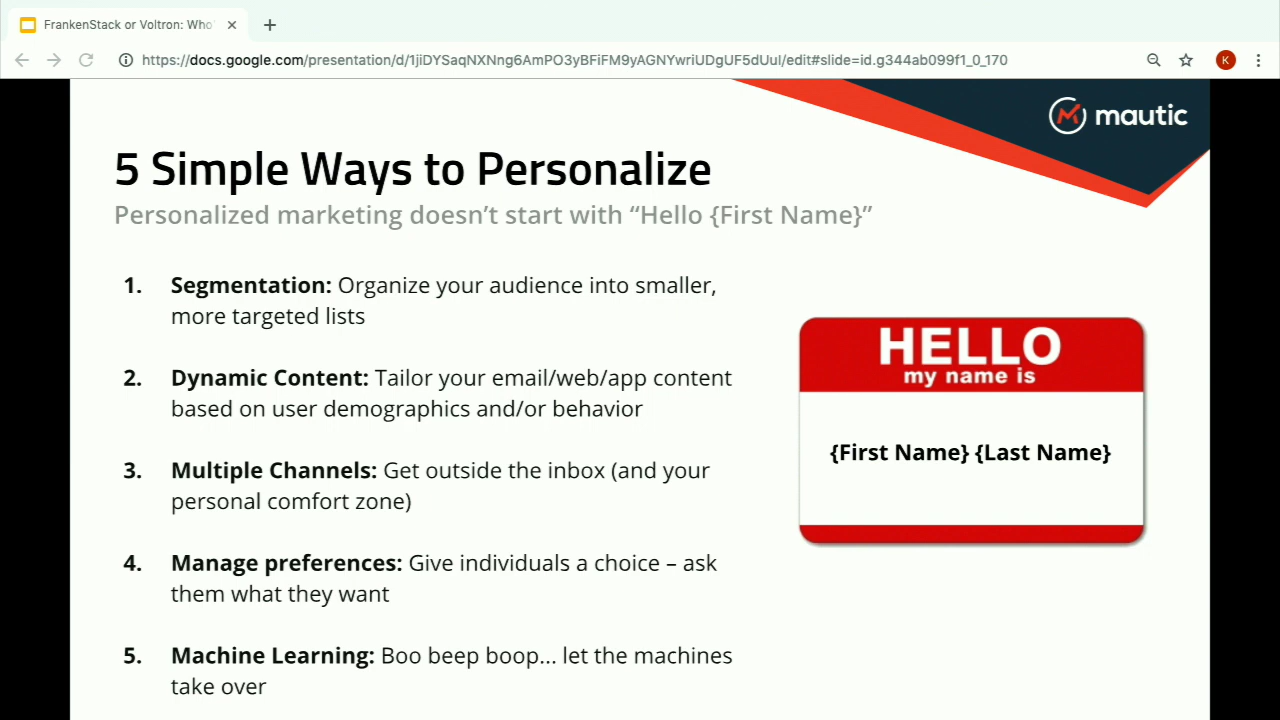 FrankenStack or Voltron: Who'
https://docs.google.com/presentation/d/1jiDYSaqNXNng6AmPO3yBFiFM9yAGNYwriUDgUF5dUuI/edit#slide=id.g344ab099f1_0_170
K
mautic
5 Simple Ways to Personalize
Personalized marketing doesn't start with “Hello {First Name}”
1. Segmentation: Organize your audience into smaller,
more targeted lists
2. Dynamic Content: Tailor your email/web/app content
based on user demographics and/or behavior
3. Multiple Channels: Get outside the inbox (and your
personal comfort zone)
4. Manage preferences: Give individuals a choice – ask
them what they want
5. Machine Learning: Boo beep boop... let the machines
take over
HELLO
my name is
{First Name} {Last Name}